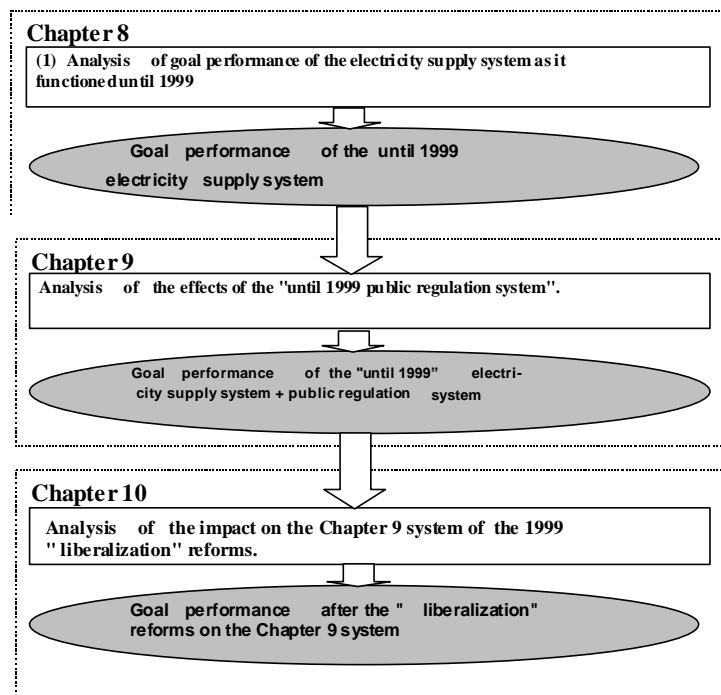 Chapter 8
(1) Analysis of goal performance of the electricity supply system as it
functioned until 1999
Goal performance of the until 1999
electricity supply system
Chapter 9
Analysis of the effects of the "until 1999 public regulation system".
Goal performance of the "until 1999” electri-
city supply system + public regulation system
Chapter 10
Analysis of the impact on the Chapter 9 system of the 1999
" liberalization" reforms.
Goal performance after the " liberalization"
reforms on the Chapter 9 system